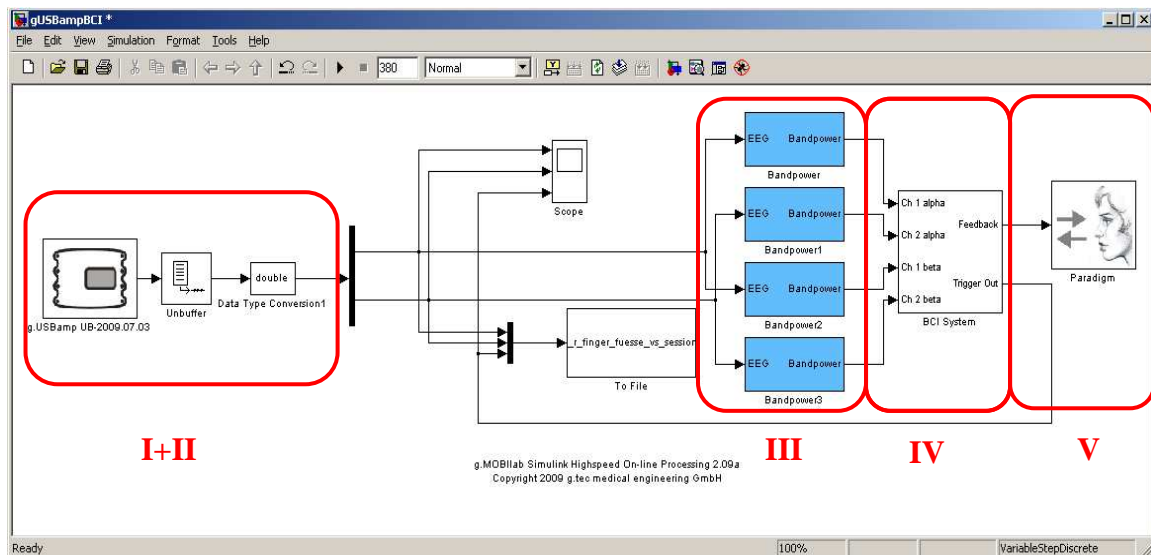 gUSBampBCI *
File Edit View Simulation Format Tools Help
380 Normal
EEG Bandpower
Bandpower
EEG Bandpower
Bandpower1
EEG Bandpower
Bandpower2
EEG Bandpower
Bandpower3
Scope
g.USBamp UB-2009.07.03
Unbuffer
double
Data Type Conversion1
_r_finger_fuesse_vs_session
To File
Ch 1 alpha
Ch 2 alpha
Ch 1 beta
Ch 2 beta
Feedback
Trigger Out
BCI System
Paradigm
I+II
III
IV
V
g.MOBIlab Simulink Highspeed On-line Processing 2.09a
Copyright 2009 g.tec medical engineering GmbH
Ready 100% VariableStepDiscrete